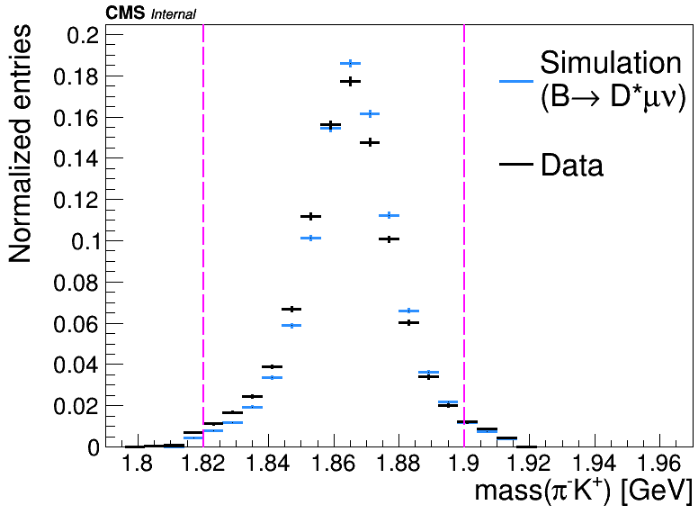 CMS Internal
Normalized entries
0.2
0.18
0.16
0.14
0.12
0.1
0.08
0.06
0.04
0.02
0
Simulation
(B→ D*μν)
Data
1.8 1.82 1.84 1.86 1.88 1.9 1.92 1.94 1.96
mass(π⁻K⁺) [GeV]